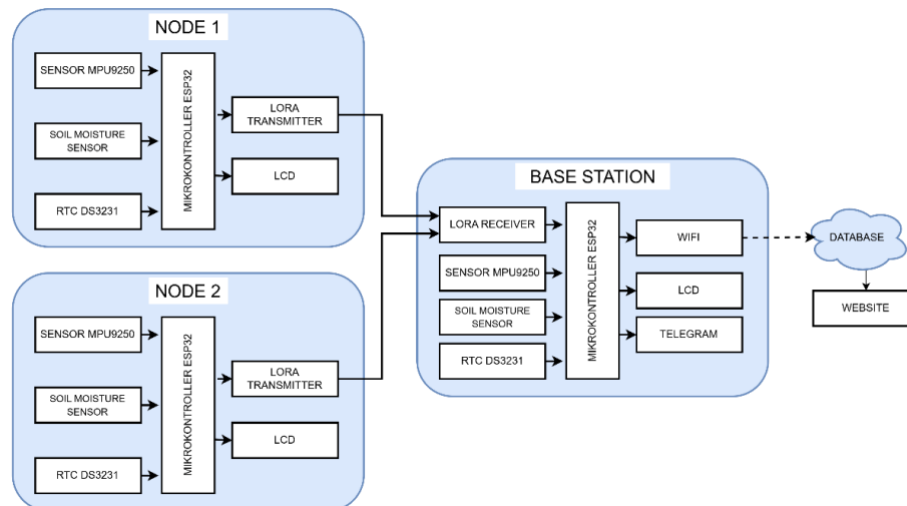 NODE 1
SENSOR MPU9250
SOIL MOISTURE
SENSOR
RTC DS3231
MIKROKONTROLLER ESP32
LORA
TRANSMITTER
LCD
NODE 2
SENSOR MPU9250
SOIL MOISTURE
SENSOR
RTC DS3231
MIKROKONTROLLER ESP32
LORA
TRANSMITTER
LCD
BASE STATION
LORA RECEIVER
SENSOR MPU9250
SOIL MOISTURE
SENSOR
RTC DS3231
MIKROKONTROLLER ESP32
WIFI
LCD
TELEGRAM
DATABASE
WEBSITE